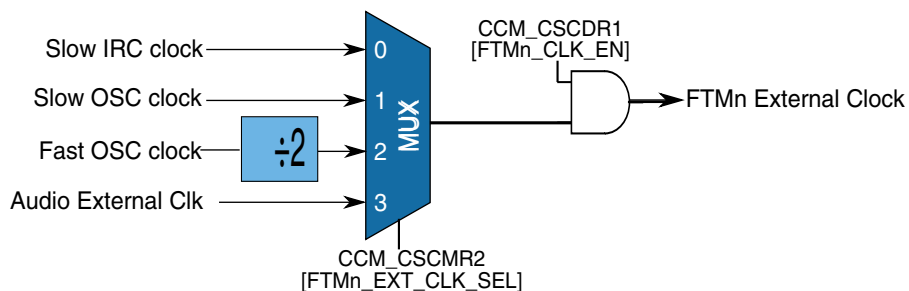 CCM_CSCDR1
[FTMn_CLK_EN]
Slow IRC clock
0
Slow OSC clock
1
FTMn External Clock
MUX
Fast OSC clock
÷2
2
Audio External Clk
3
CCM_CSCMR2
[FTMn_EXT_CLK_SEL]